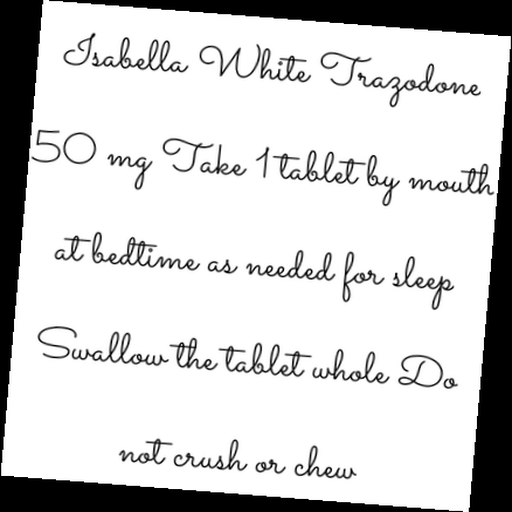 Isabella White Trazodone
50 mg Take 1 tablet by mouth
at bedtime as needed for sleep
Swallow the tablet whole Do
not crush or chew